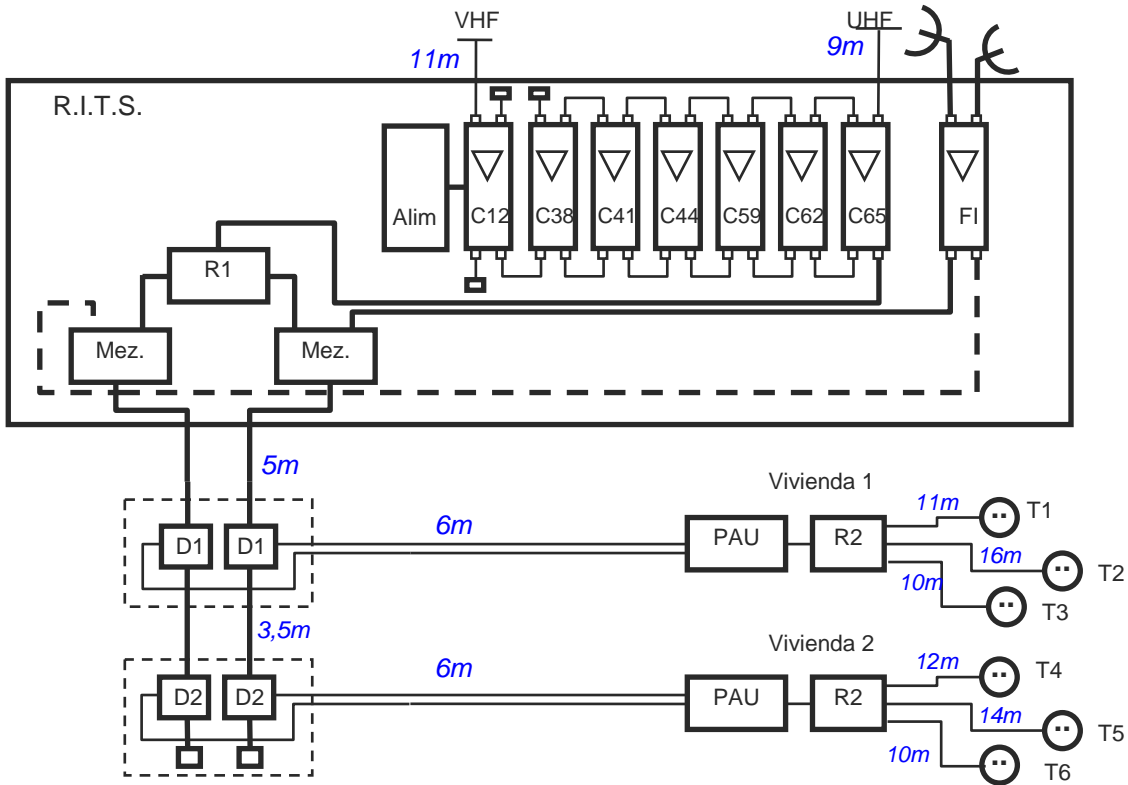 VHF
UHF
11m
9m
R.I.T.S.
Alim
C12
C38
C41
C44
C59
C62
C65
FI
R1
Mez.
Mez.
5m
Vivienda 1
11m
T1
6m
D1
D1
PAU
R2
16m
T2
10m
T3
3,5m
Vivienda 2
12m
T4
6m
D2
D2
PAU
R2
14m
T5
10m
T6